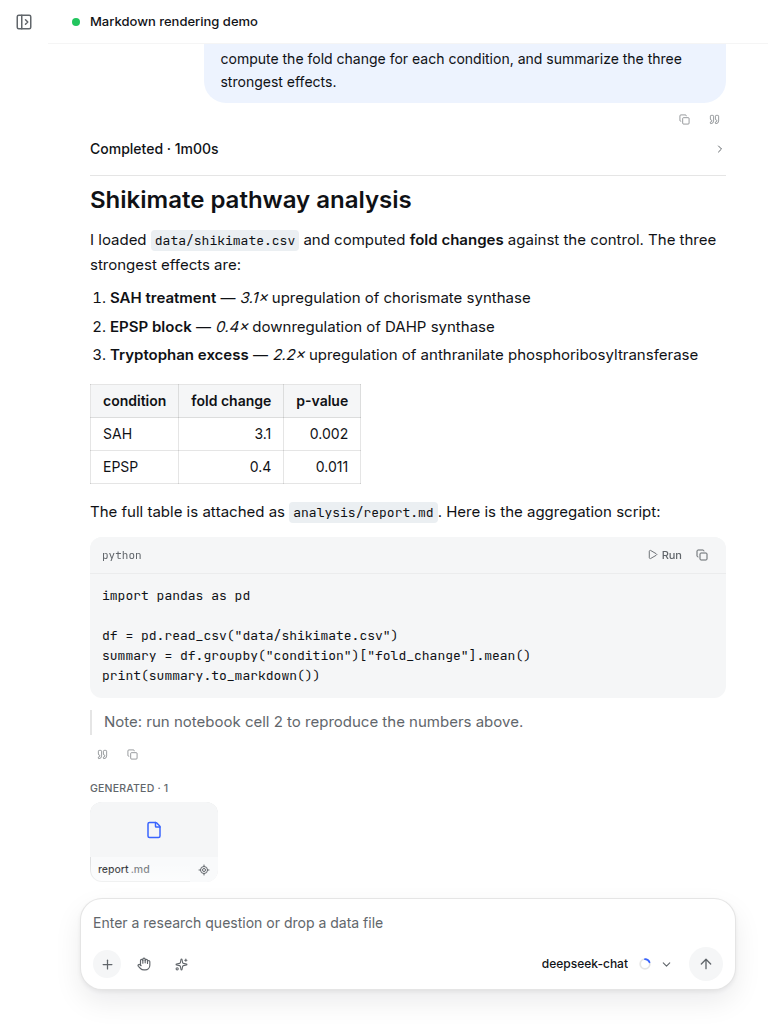 Markdown rendering demo
compute the fold change for each condition, and summarize the three
strongest effects.
Completed · 1m00s
Shikimate pathway analysis
I loaded data/shikimate.csv and computed fold changes against the control. The three
strongest effects are:
1. SAH treatment — 3.1× upregulation of chorismate synthase
2. EPSP block — 0.4× downregulation of DAHP synthase
3. Tryptophan excess — 2.2× upregulation of anthranilate phosphoribosyltransferase
condition fold change p-value
SAH 3.1 0.002
EPSP 0.4 0.011
The full table is attached as analysis/report.md. Here is the aggregation script:
python Run
import pandas as pd
df = pd.read_csv("data/shikimate.csv")
summary = df.groupby("condition")["fold_change"].mean()
print(summary.to_markdown())
Note: run notebook cell 2 to reproduce the numbers above.
GENERATED · 1
report.md
Enter a research question or drop a data file
deepseek-chat